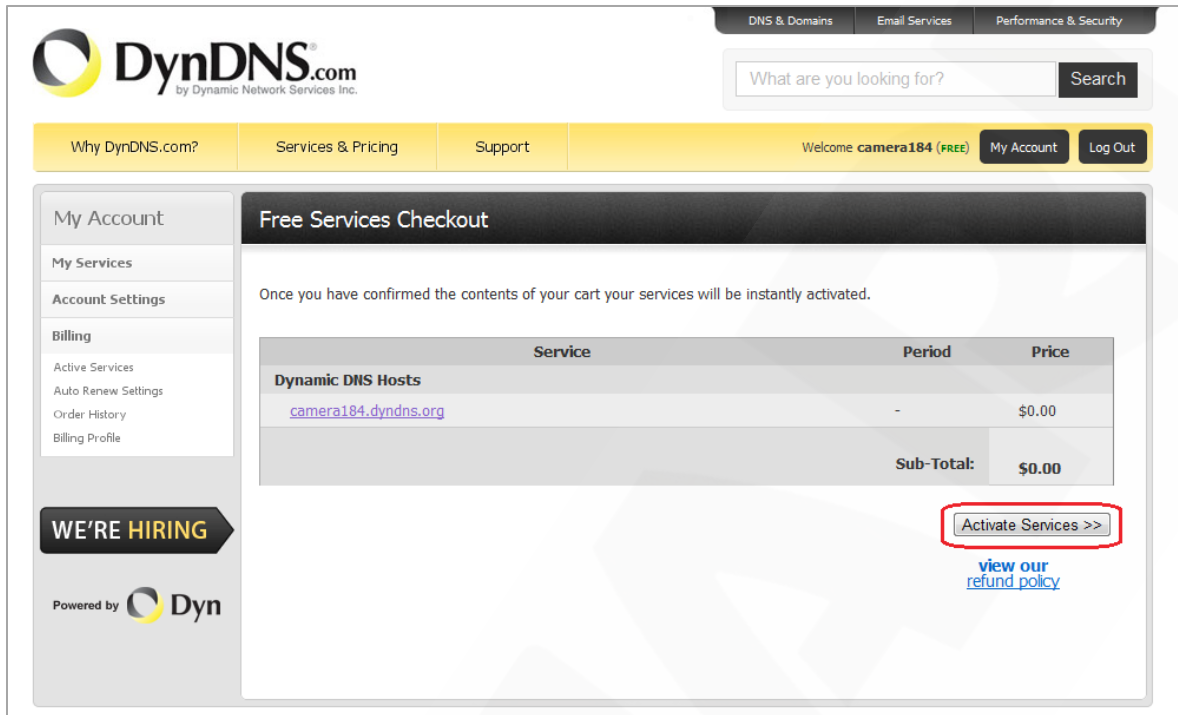 DNS & Domains Email Services Performance & Security
DynDNS.com
by Dynamic Network Services Inc.
What are you looking for? Search
Why DynDNS.com? Services & Pricing Support Welcome camera184 (FREE) My Account Log Out
My Account
My Services
Account Settings
Billing
Active Services
Auto Renew Settings
Order History
Billing Profile
WE'RE HIRING
Powered by Dyn
Free Services Checkout
Once you have confirmed the contents of your cart your services will be instantly activated.
Service Period Price
Dynamic DNS Hosts
camera184.dyndns.org - $0.00
Sub-Total: $0.00
Activate Services >>
view our
refund policy